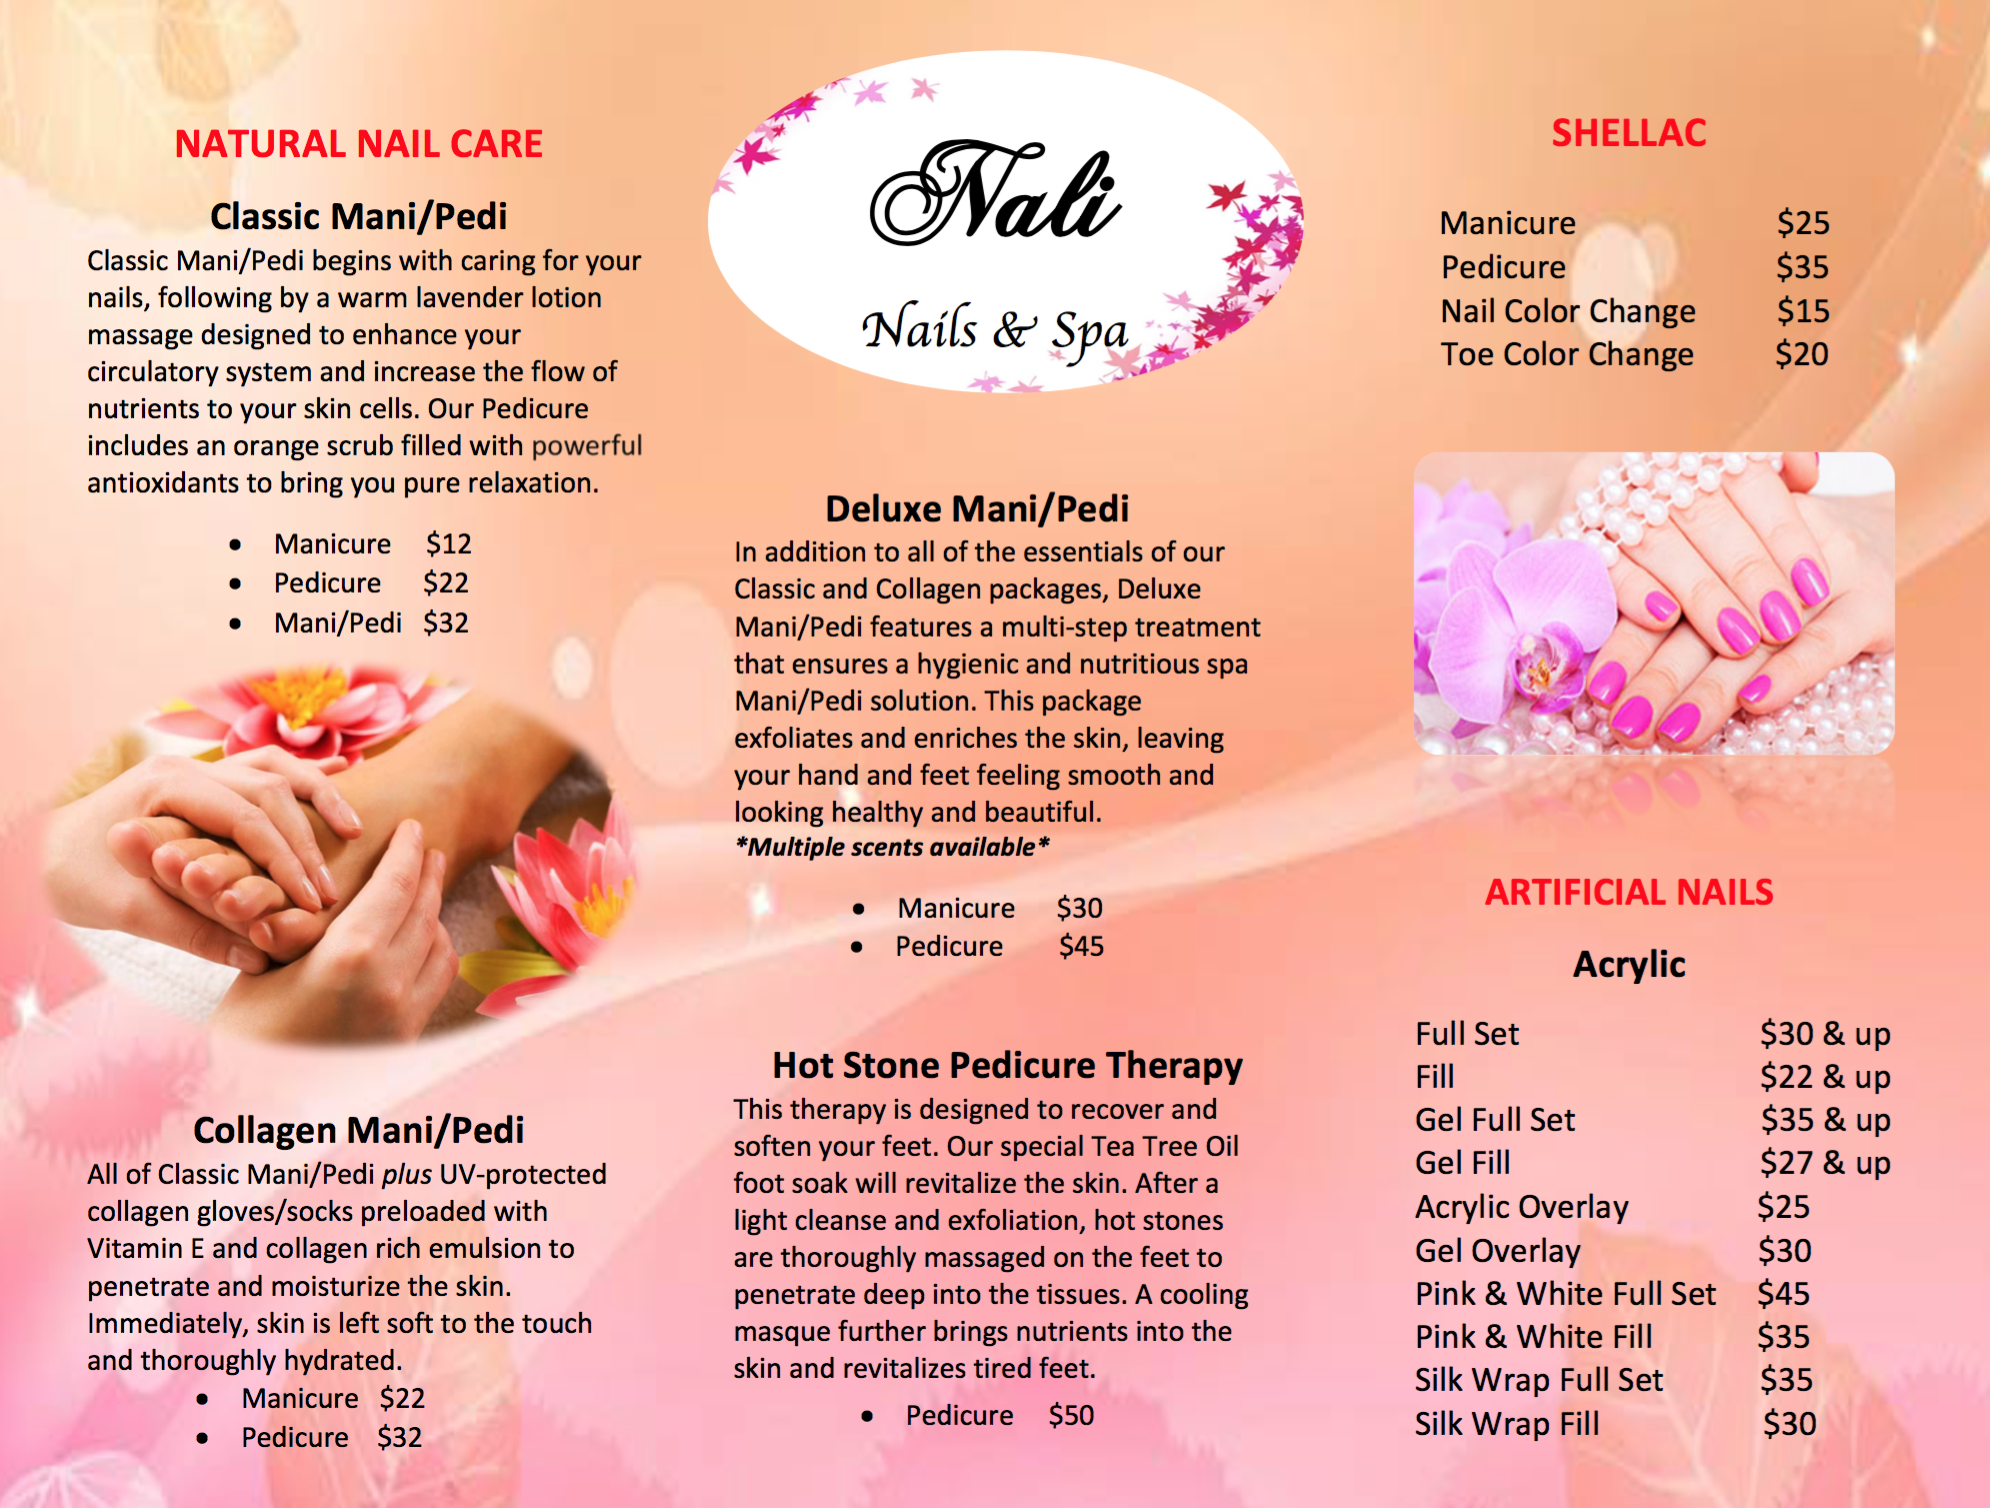 NATURAL NAIL CARE
Classic Mani/Pedi
Classic Mani/Pedi begins with caring for your
nails, following by a warm lavender lotion
massage designed to enhance your
circulatory system and increase the flow of
nutrients to your skin cells. Our Pedicure
includes an orange scrub filled with powerful
antioxidants to bring you pure relaxation.
• Manicure $12
• Pedicure $22
• Mani/Pedi $32
Collagen Mani/Pedi
All of Classic Mani/Pedi plus UV-protected
collagen gloves/socks preloaded with
Vitamin E and collagen rich emulsion to
penetrate and moisturize the skin.
Immediately, skin is left soft to the touch
and thoroughly hydrated.
• Manicure $22
• Pedicure $32
Nali
Nails & Spa
Deluxe Mani/Pedi
In addition to all of the essentials of our
Classic and Collagen packages, Deluxe
Mani/Pedi features a multi-step treatment
that ensures a hygienic and nutritious spa
Mani/Pedi solution. This package
exfoliates and enriches the skin, leaving
your hand and feet feeling smooth and
looking healthy and beautiful.
*Multiple scents available*
• Manicure $30
• Pedicure $45
Hot Stone Pedicure Therapy
This therapy is designed to recover and
soften your feet. Our special Tea Tree Oil
foot soak will revitalize the skin. After a
light cleanse and exfoliation, hot stones
are thoroughly massaged on the feet to
penetrate deep into the tissues. A cooling
masque further brings nutrients into the
skin and revitalizes tired feet.
• Pedicure $50
SHELLAC
Manicure $25
Pedicure $35
Nail Color Change $15
Toe Color Change $20
ARTIFICIAL NAILS
Acrylic
Full Set $30 & up
Fill $22 & up
Gel Full Set $35 & up
Gel Fill $27 & up
Acrylic Overlay $25
Gel Overlay $30
Pink & White Full Set $45
Pink & White Fill $35
Silk Wrap Full Set $35
Silk Wrap Fill $30